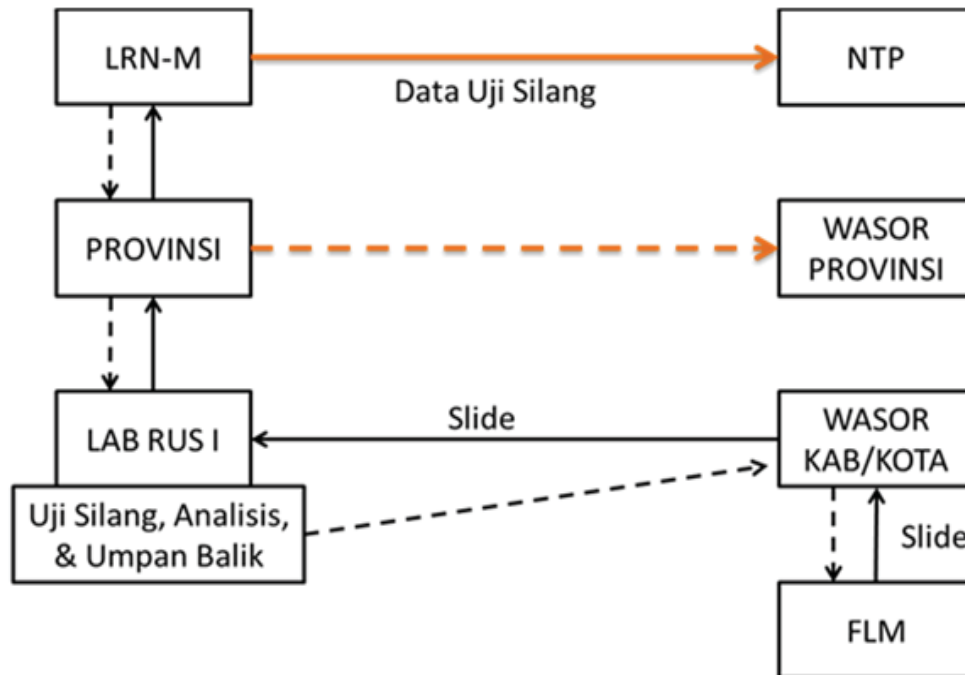 LRN-M
Data Uji Silang
NTP
PROVINSI
WASOR
PROVINSI
LAB RUS I
Uji Silang, Analisis,
& Umpan Balik
Slide
WASOR
KAB/KOTA
Slide
FLM